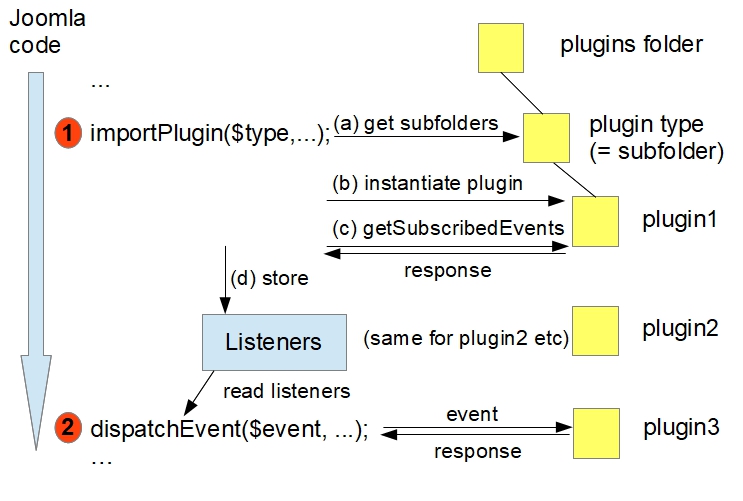 Joomla
code
plugins folder
...
1
importPlugin($type,...);
(a) get subfolders
plugin type
(= subfolder)
(b) instantiate plugin
(c) getSubscribedEvents
response
plugin1
(d) store
Listeners
(same for plugin2 etc)
plugin2
read listeners
2
dispatchEvent($event, ...);
event
response
plugin3
...